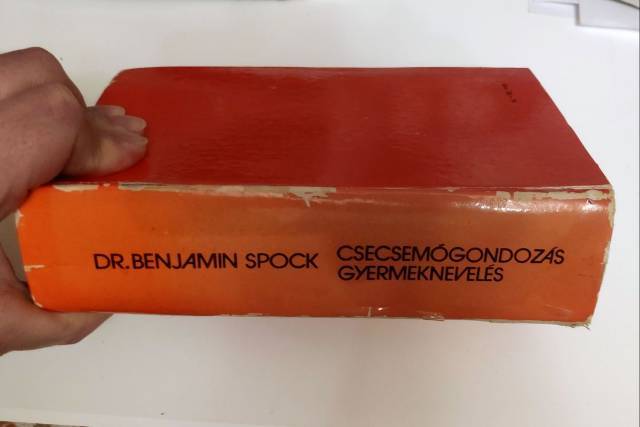 DR. BENJAMIN SPOCK
CSECSEMŐGONDOZÁS
GYERMEKNEVELÉS